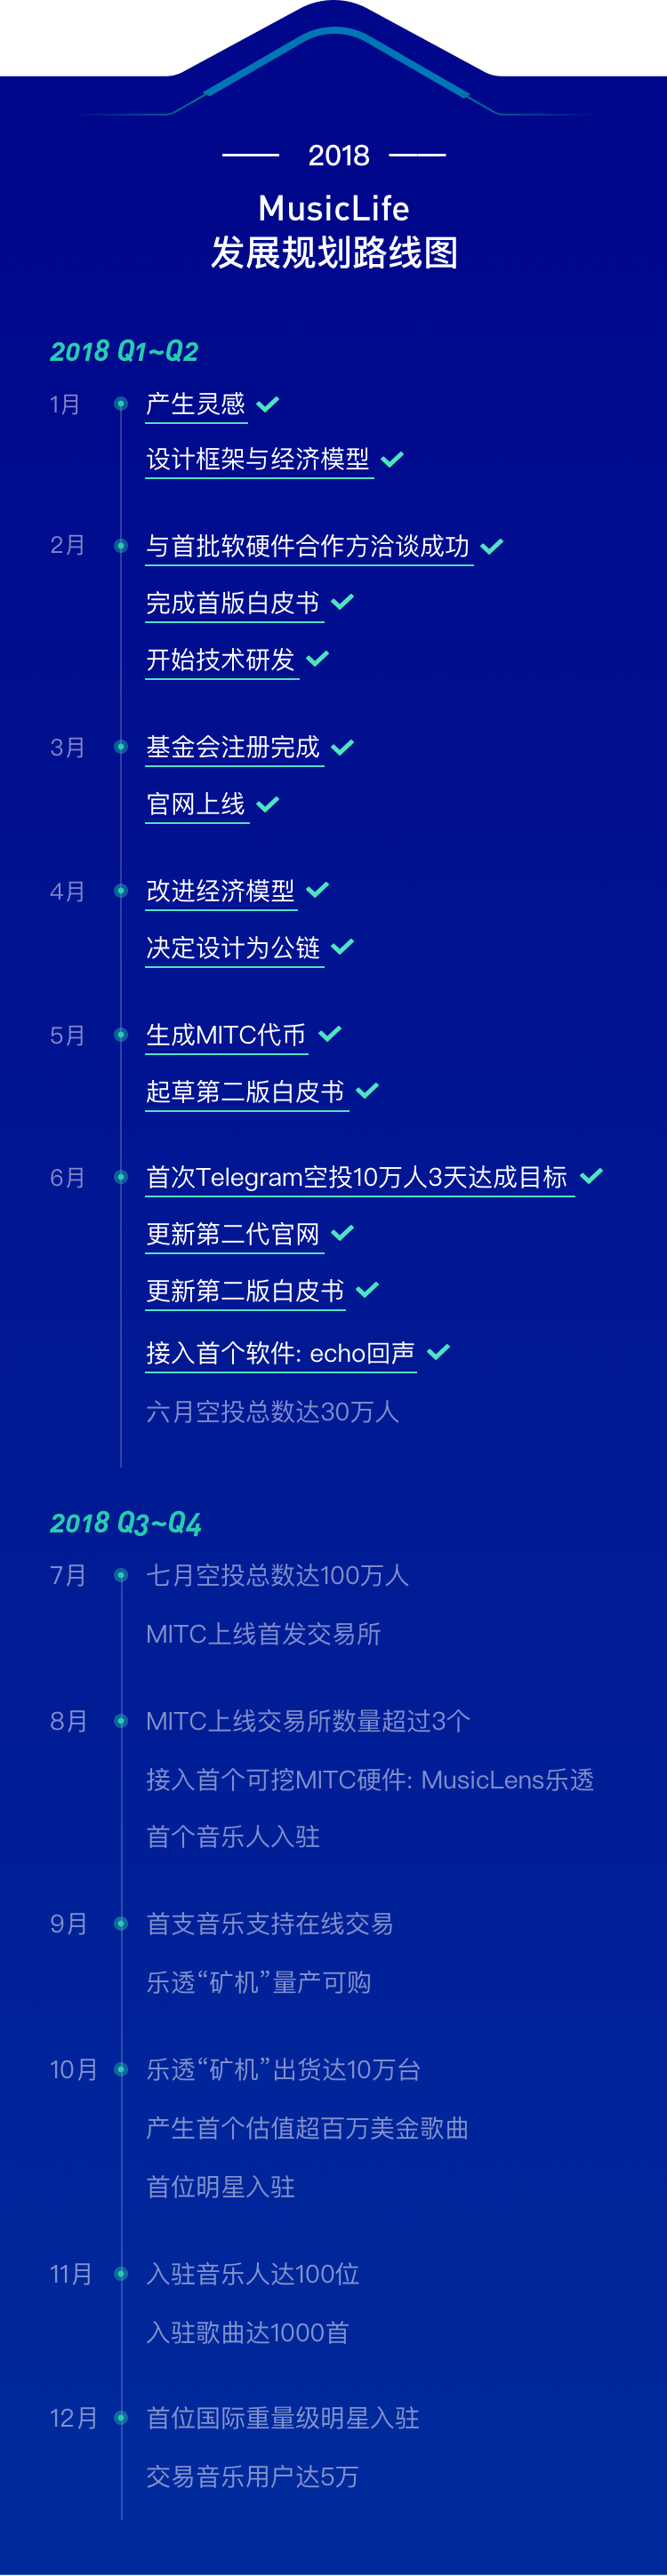 2018
MusicLife
发展规划路线图
2018 Q1~Q2
1月
产生灵感
设计框架与经济模型
2月
与首批软硬件合作方洽谈成功
完成首版白皮书
开始技术研发
3月
基金会注册完成
官网上线
4月
改进经济模型
决定设计为公链
5月
生成MITC代币
起草第二版白皮书
6月
首次Telegram空投10万人3天达成目标
更新第二代官网
更新第二版白皮书
接入首个软件: echo回声
六月空投总数达30万人
2018 Q3~Q4
7月
七月空投总数达100万人
MITC上线首发交易所
8月
MITC上线交易所数量超过3个
接入首个可挖MITC硬件: MusicLens乐透
首个音乐人入驻
9月
首支音乐支持在线交易
乐透“矿机”量产可购
10月
乐透“矿机”出货达10万台
产生首个估值超百万美金歌曲
首位明星入驻
11月
入驻音乐人达100位
入驻歌曲达1000首
12月
首位国际重量级明星入驻
交易音乐用户达5万